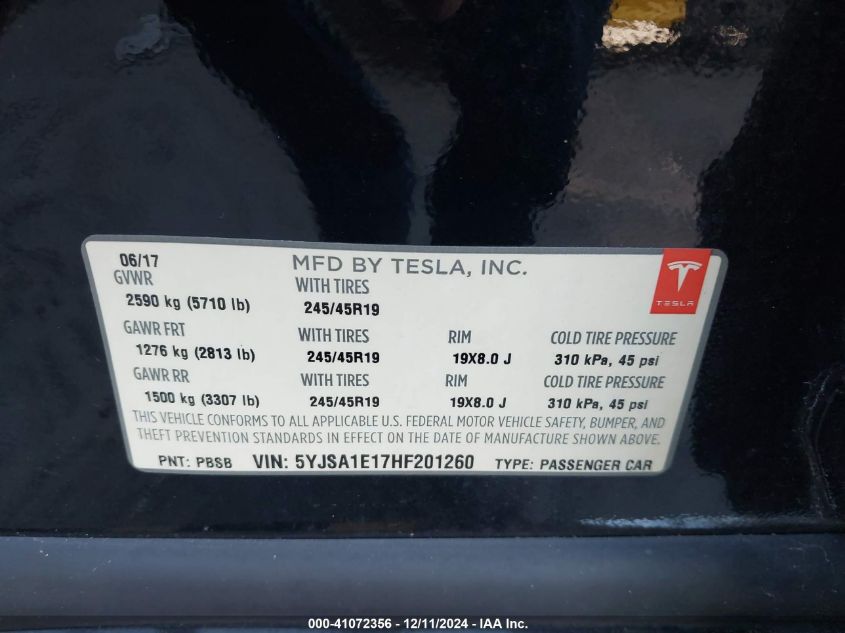 06/17 MFD BY TESLA, INC.
GVWR WITH TIRES
2590 kg (5710 lb) 245/45R19
TESLA
GAWR FRT WITH TIRES RIM COLD TIRE PRESSURE
1276 kg (2813 lb) 245/45R19 19X8.0 J 310 kPa, 45 psi
GAWR RR WITH TIRES RIM COLD TIRE PRESSURE
1500 kg (3307 lb) 245/45R19 19X8.0 J 310 kPa, 45 psi
THIS VEHICLE CONFORMS TO ALL APPLICABLE U.S. FEDERAL MOTOR VEHICLE SAFETY, BUMPER, AND
THEFT PREVENTION STANDARDS IN EFFECT ON THE DATE OF MANUFACTURE SHOWN ABOVE.
PNT: PBSB VIN: 5YJSA1E17HF201260 TYPE: PASSENGER CAR
000-41072356 - 12/11/2024 - IAA Inc.